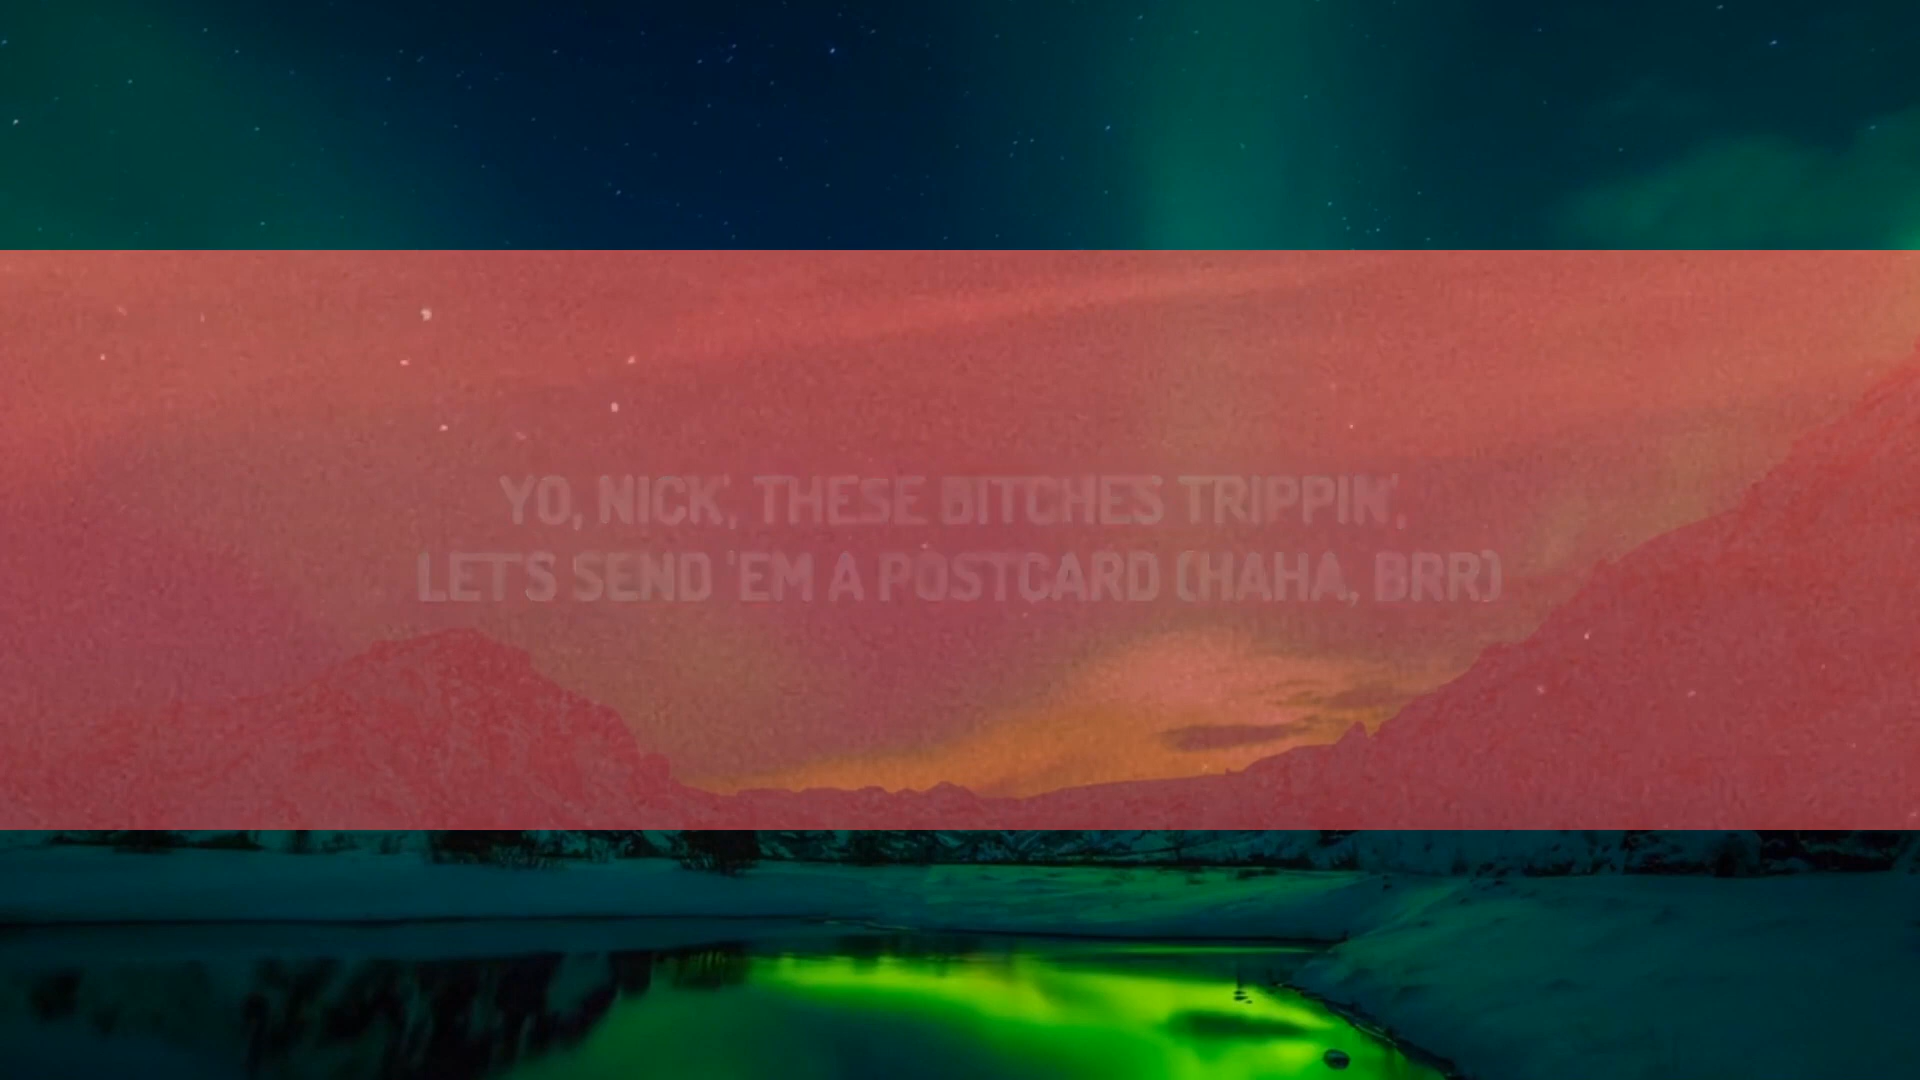 YO, NICK, THESE BITCHES TRIPPIN',
LET'S SEND 'EM A POSTCARD (HAHA, BRR)